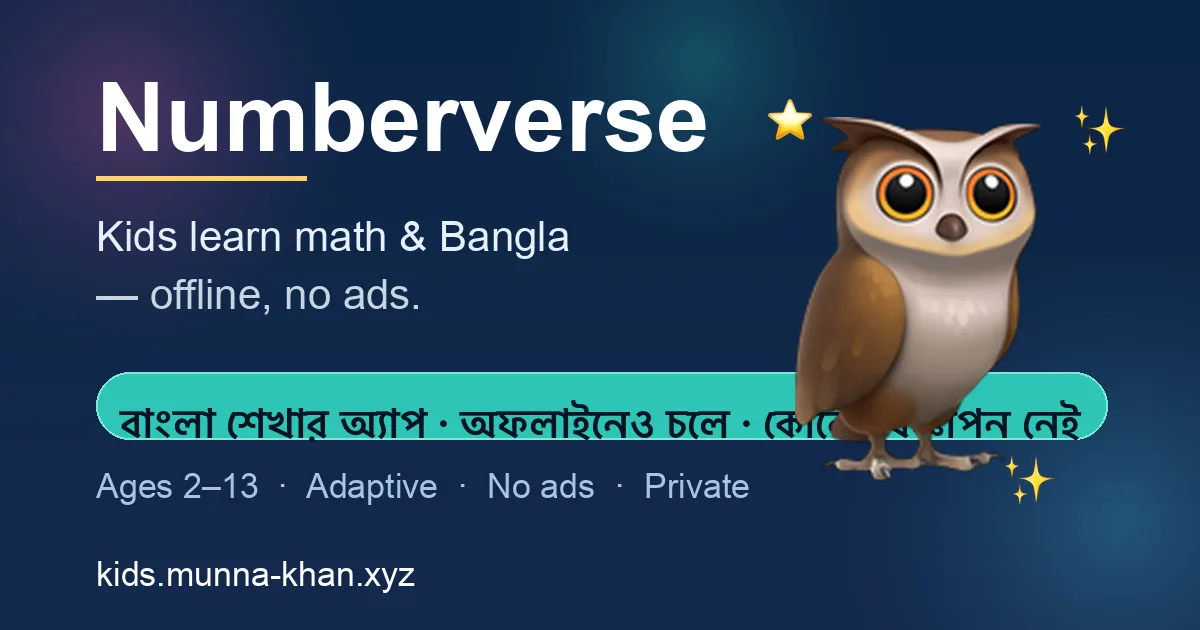 Numberverse
Kids learn math & Bangla
— offline, no ads.
বাংলা শেখার অ্যাপ · অফলাইনেও চলে · নেই
Ages 2–13 · Adaptive · No ads · Private
kids.munna-khan.xyz